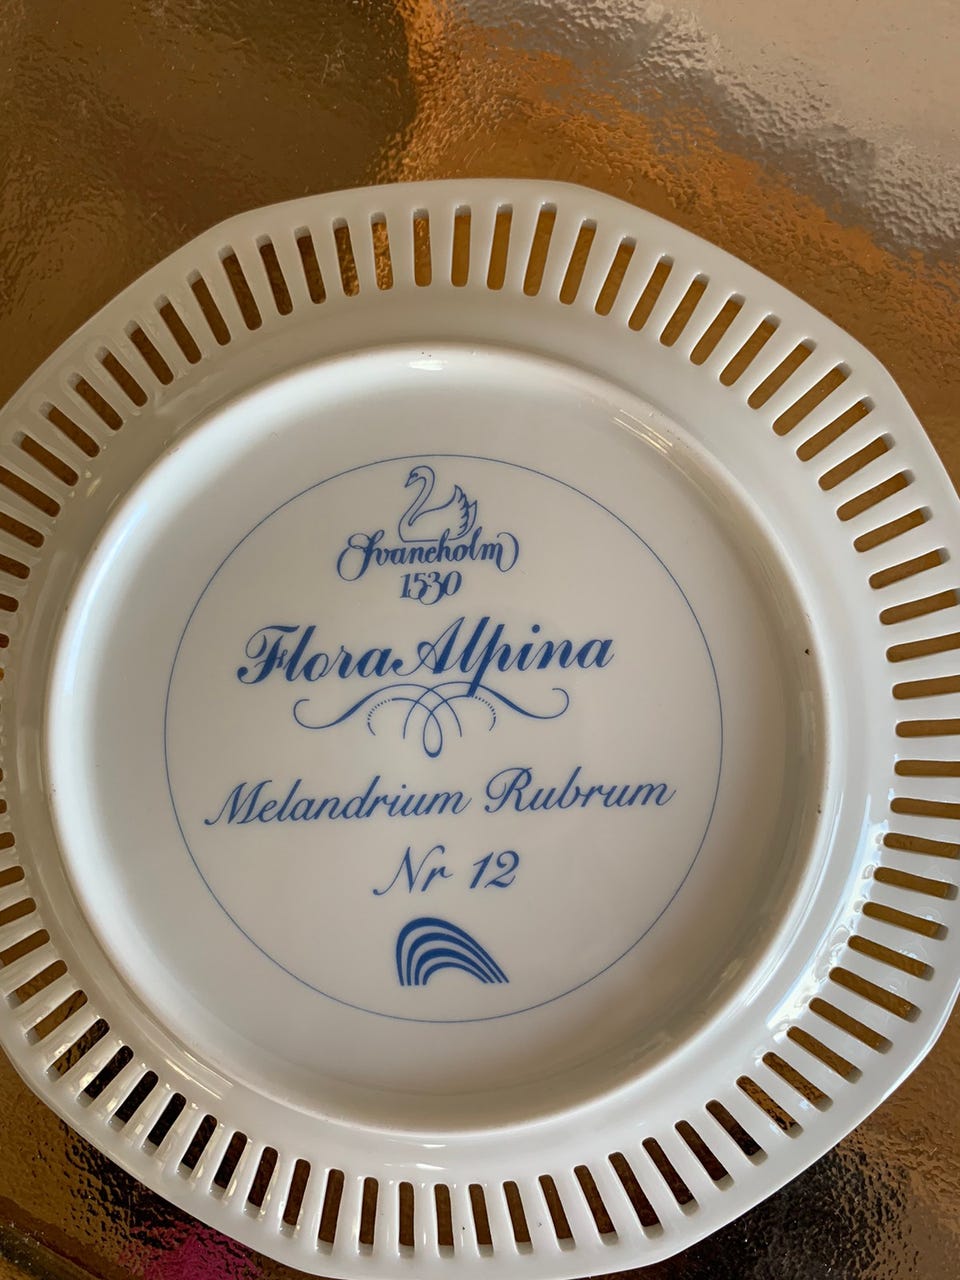 Svaneholm
1530
Flora Alpina
Melandrium Rubrum
Nr 12